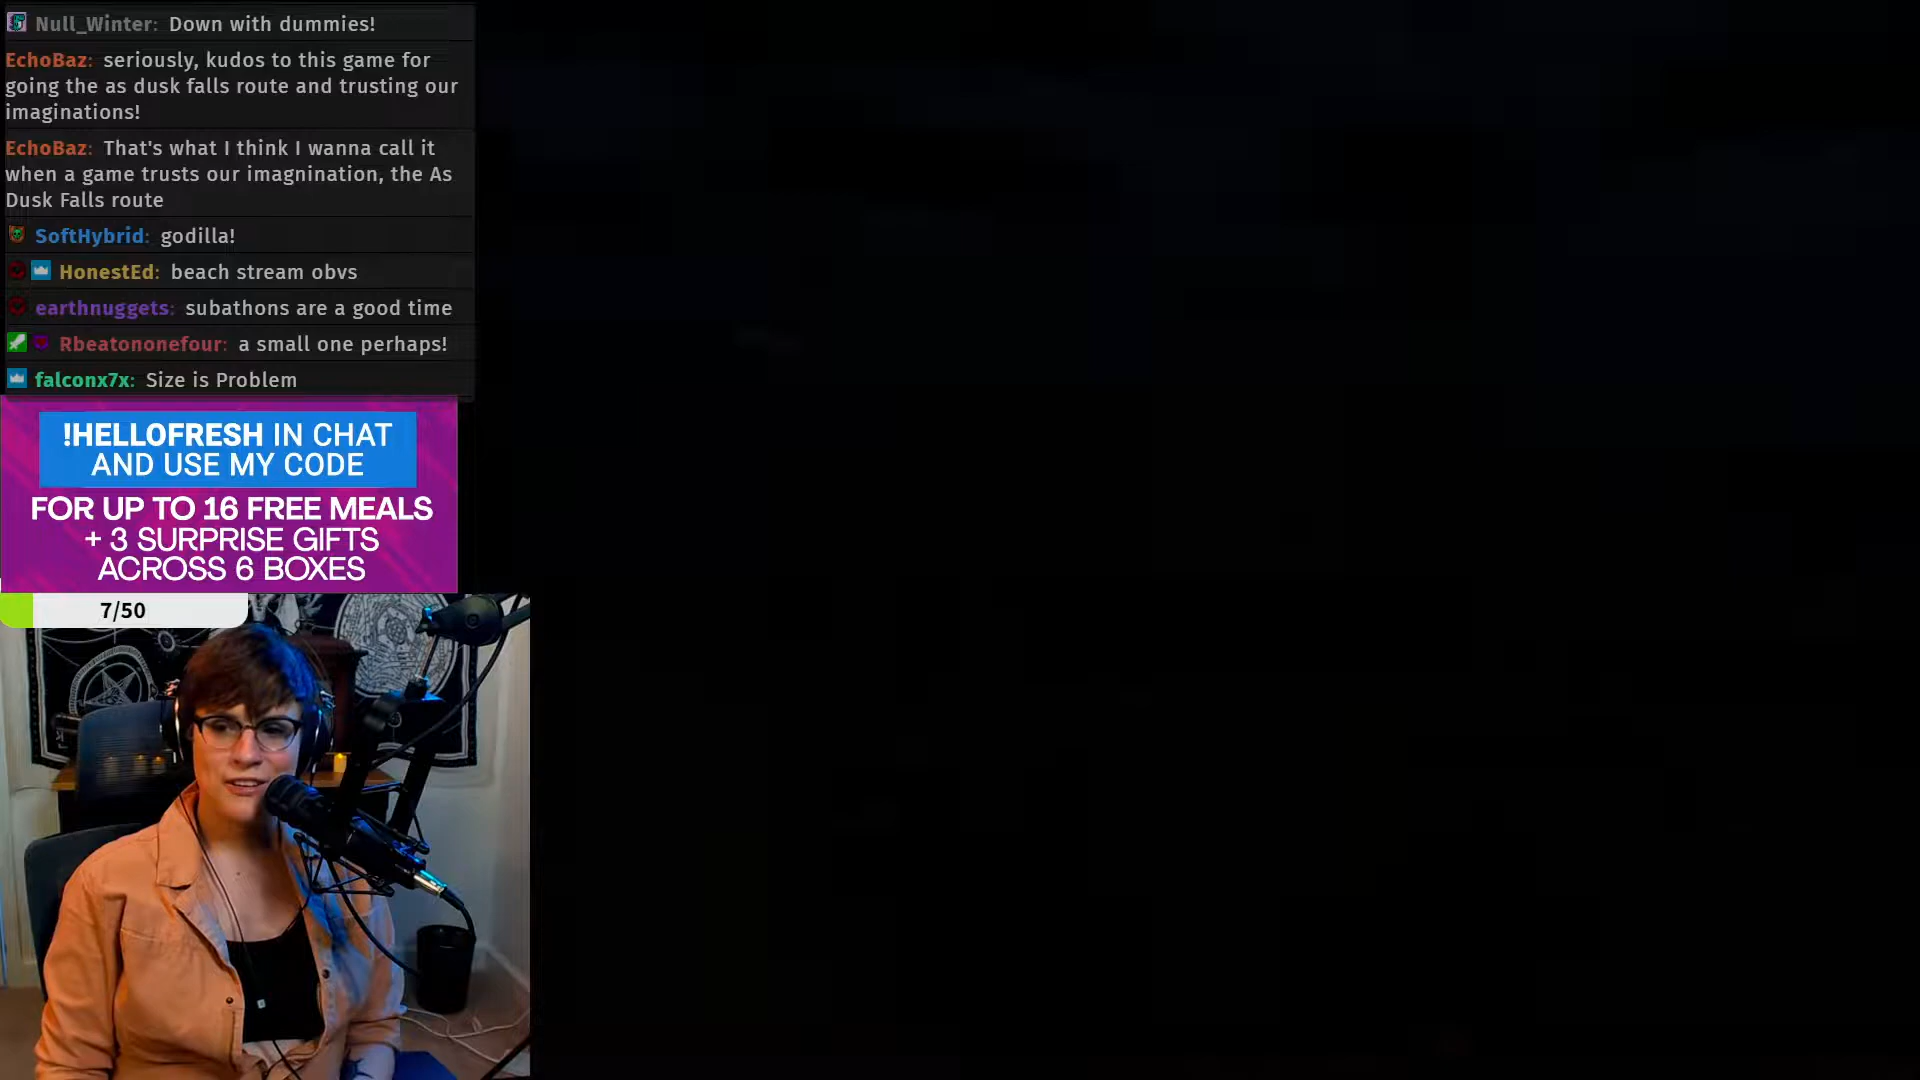 Null_Winter: Down with dummies!
EchoBaz: seriously, kudos to this game for
going the as dusk falls route and trusting our
imaginations!
EchoBaz: That's what I think I wanna call it
when a game trusts our imagnination, the As
Dusk Falls route
SoftHybrid: godilla!
HonestEd: beach stream obvs
earthnuggets: subathons are a good time
Rbeatononefour: a small one perhaps!
falconx7x: Size is Problem
!HELLOFRESH IN CHAT
AND USE MY CODE
FOR UP TO 16 FREE MEALS
+ 3 SURPRISE GIFTS
ACROSS 6 BOXES
7/50